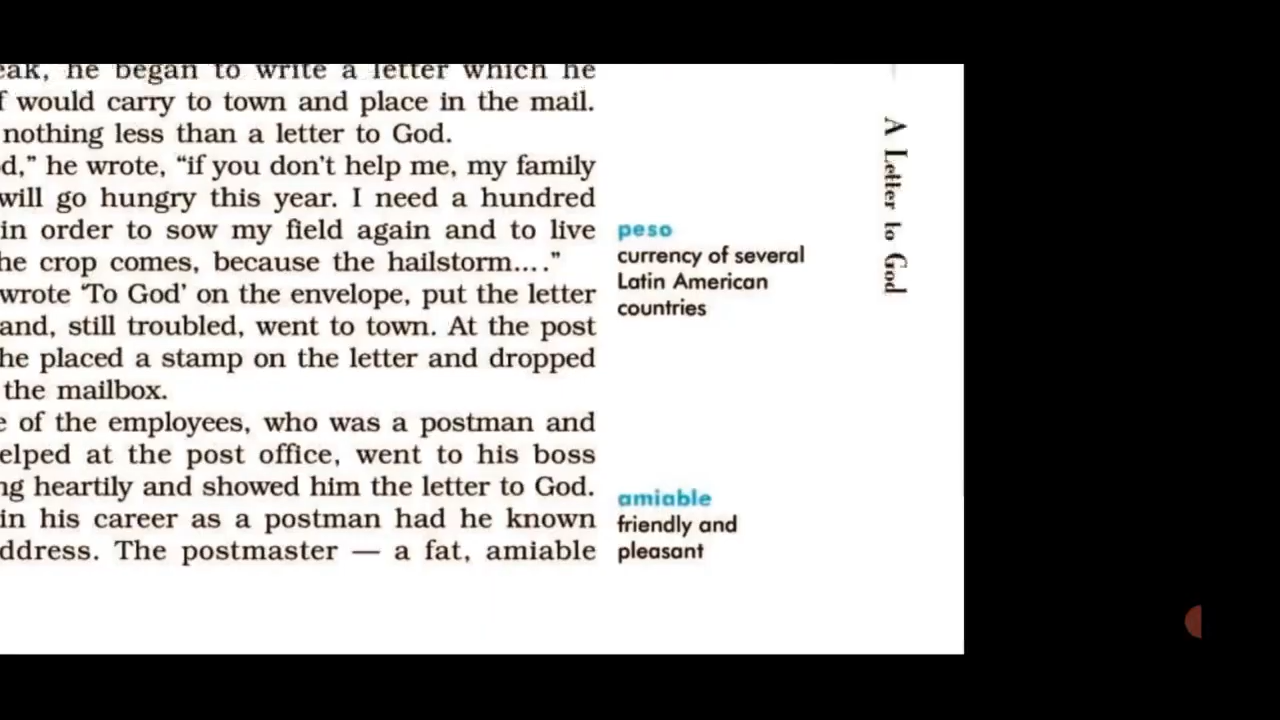 eak, he began to write a letter which he
f would carry to town and place in the mail.
nothing less than a letter to God.
d,” he wrote, “if you don’t help me, my family
will go hungry this year. I need a hundred
in order to sow my field again and to live
he crop comes, because the hailstorm....”
wrote ‘To God’ on the envelope, put the letter
and, still troubled, went to town. At the post
he placed a stamp on the letter and dropped
the mailbox.
e of the employees, who was a postman and
elped at the post office, went to his boss
ng heartily and showed him the letter to God.
in his career as a postman had he known
ddress. The postmaster — a fat, amiable
peso
currency of several
Latin American
countries
amiable
friendly and
pleasant
A Letter to God